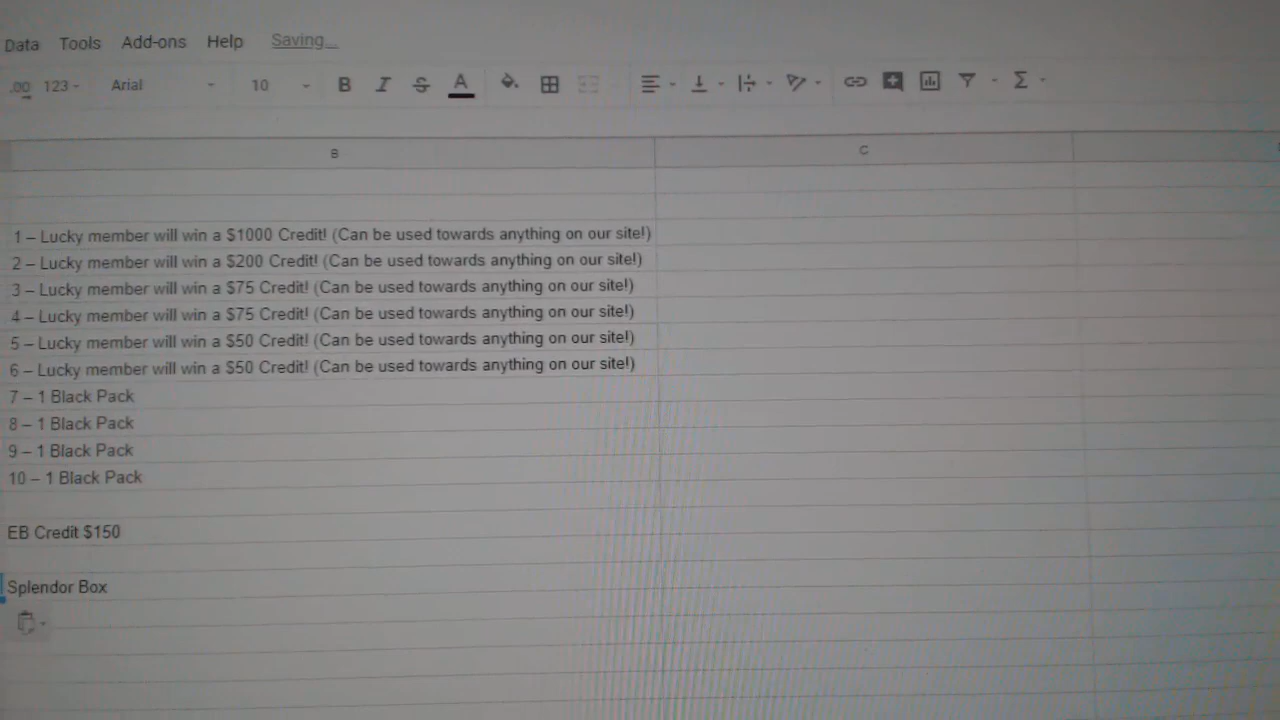 Data Tools Add-ons Help Saving...
.00 123 Arial 10 B I S A
B C
1 – Lucky member will win a $1000 Credit! (Can be used towards anything on our site!)
2 – Lucky member will win a $200 Credit! (Can be used towards anything on our site!)
3 – Lucky member will win a $75 Credit! (Can be used towards anything on our site!)
4 – Lucky member will win a $75 Credit! (Can be used towards anything on our site!)
5 – Lucky member will win a $50 Credit! (Can be used towards anything on our site!)
6 – Lucky member will win a $50 Credit! (Can be used towards anything on our site!)
7 – 1 Black Pack
8 – 1 Black Pack
9 – 1 Black Pack
10 – 1 Black Pack
EB Credit $150
Splendor Box